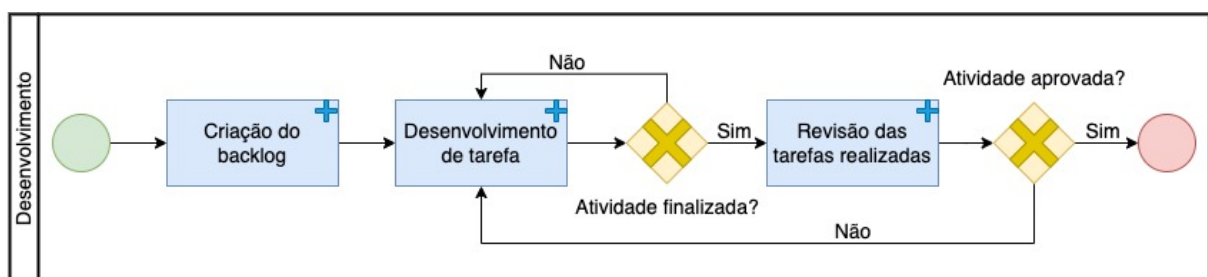 Desenvolvimento
Criação do
backlog
Desenvolvimento
de tarefa
Não
Atividade finalizada?
Sim
Revisão das
tarefas realizadas
Atividade aprovada?
Sim
Não